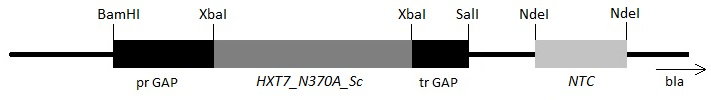 BamHI XbaI XbaI SalI NdeI NdeI
pr GAP HXT7_N370A_Sc tr GAP NTC bla